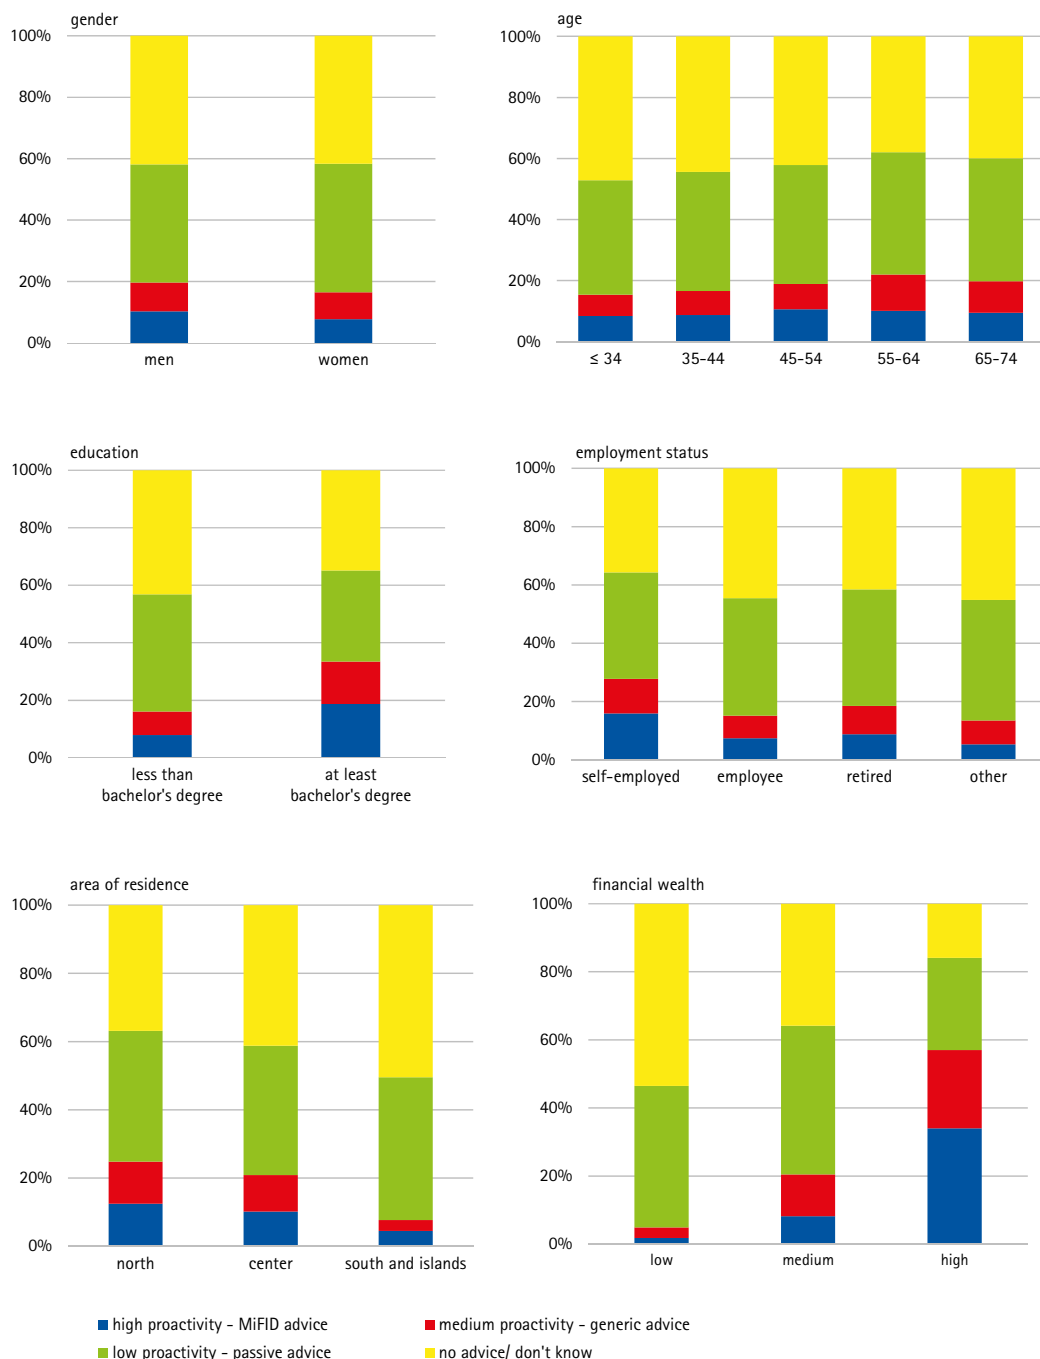 gender
100%
80%
60%
40%
20%
0%
men women
age
100%
80%
60%
40%
20%
0%
≤ 34 35-44 45-54 55-64 65-74
education
100%
80%
60%
40%
20%
0%
less than at least
bachelor's degree bachelor's degree
employment status
100%
80%
60%
40%
20%
0%
self-employed employee retired other
area of residence
100%
80%
60%
40%
20%
0%
north center south and islands
financial wealth
100%
80%
60%
40%
20%
0%
low medium high
high proactivity - MiFID advice medium proactivity - generic advice
low proactivity - passive advice no advice/ don't know